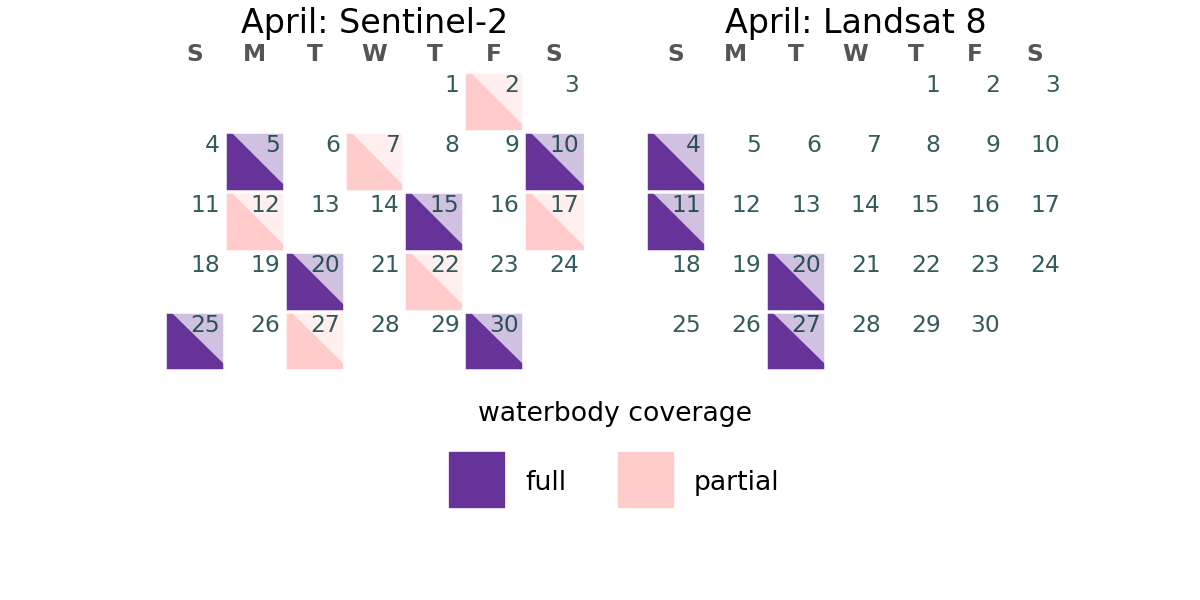 April: Sentinel-2
S M T W T F S
1 2 3
4 5 6 7 8 9 10
11 12 13 14 15 16 17
18 19 20 21 22 23 24
25 26 27 28 29 30
April: Landsat 8
S M T W T F S
1 2 3
4 5 6 7 8 9 10
11 12 13 14 15 16 17
18 19 20 21 22 23 24
25 26 27 28 29 30
waterbody coverage
full partial